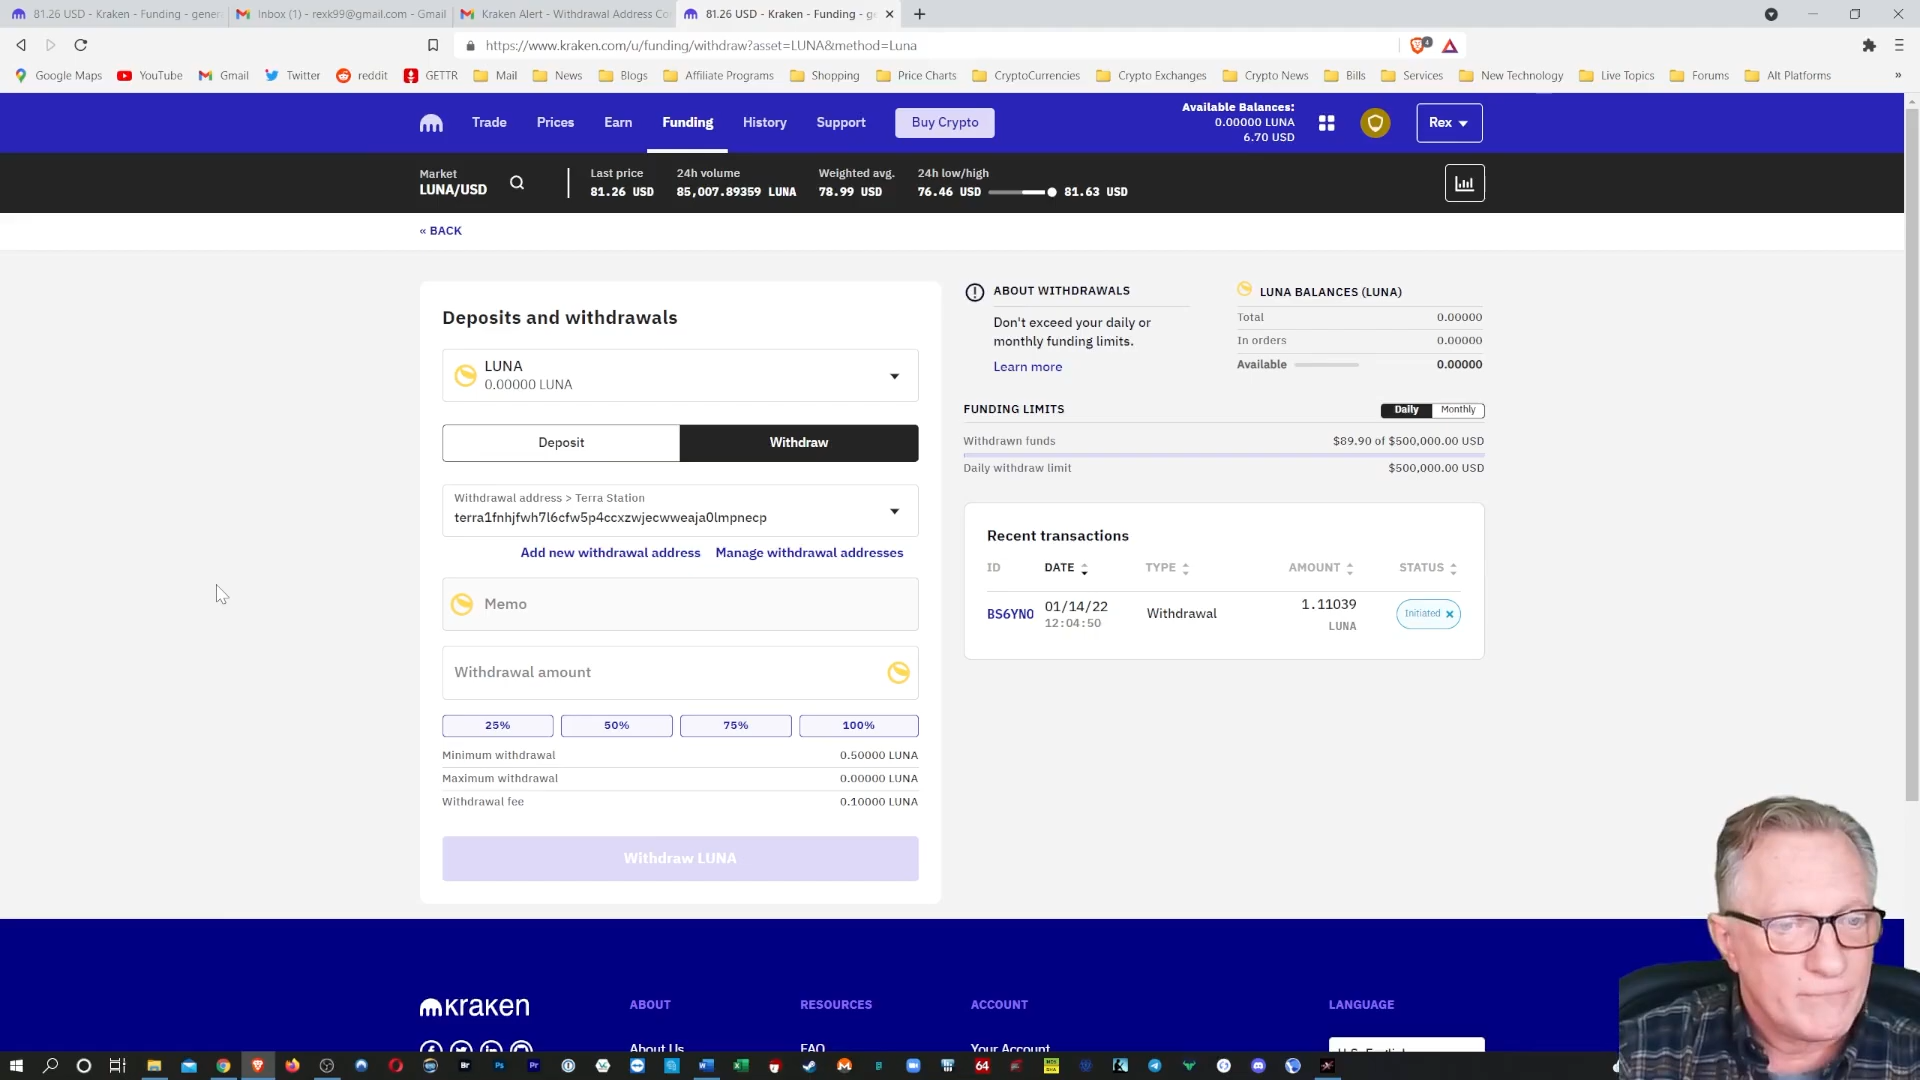 81.26 USD - Kraken - Funding - gener
Inbox (1) - rexk99@gmail.com - Gmail
Kraken Alert - Withdrawal Address Co
81.26 USD - Kraken - Funding - ge
https://www.kraken.com/u/funding/withdraw?asset=LUNA&method=Luna
Google Maps
YouTube
Gmail
Twitter
reddit
GETTR
Mail
News
Blogs
Affiliate Programs
Shopping
Price Charts
CryptoCurrencies
Crypto Exchanges
Crypto News
Bills
Services
New Technology
Live Topics
Forums
Alt Platforms
»
Trade
Prices
Earn
Funding
History
Support
Buy Crypto
Available Balances:
0.00000 LUNA
6.70 USD
Rex
Market
LUNA/USD
Last price
81.26 USD
24h volume
85,007.89359 LUNA
Weighted avg.
78.99 USD
24h low/high
76.46 USD
81.63 USD
« BACK
Deposits and withdrawals
LUNA
0.00000 LUNA
Deposit
Withdraw
Withdrawal address > Terra Station
terra1fnhjfwh7l6cfw5p4ccxzwjecwweaja0lmpnecp
Add new withdrawal address
Manage withdrawal addresses
Memo
Withdrawal amount
25%
50%
75%
100%
Minimum withdrawal
0.50000 LUNA
Maximum withdrawal
0.00000 LUNA
Withdrawal fee
0.10000 LUNA
Withdraw LUNA
ABOUT WITHDRAWALS
Don't exceed your daily or
monthly funding limits.
Learn more
LUNA BALANCES (LUNA)
Total
0.00000
In orders
0.00000
Available
0.00000
FUNDING LIMITS
Daily
Monthly
Withdrawn funds
$89.90 of $500,000.00 USD
Daily withdraw limit
$500,000.00 USD
Recent transactions
ID
DATE
TYPE
AMOUNT
STATUS
BS6YNO
01/14/22
12:04:50
Withdrawal
1.11039
LUNA
Initiated
kraken
ABOUT
RESOURCES
ACCOUNT
LANGUAGE
About Us
FAQ
Your Account
Br
Ps
Pr
64